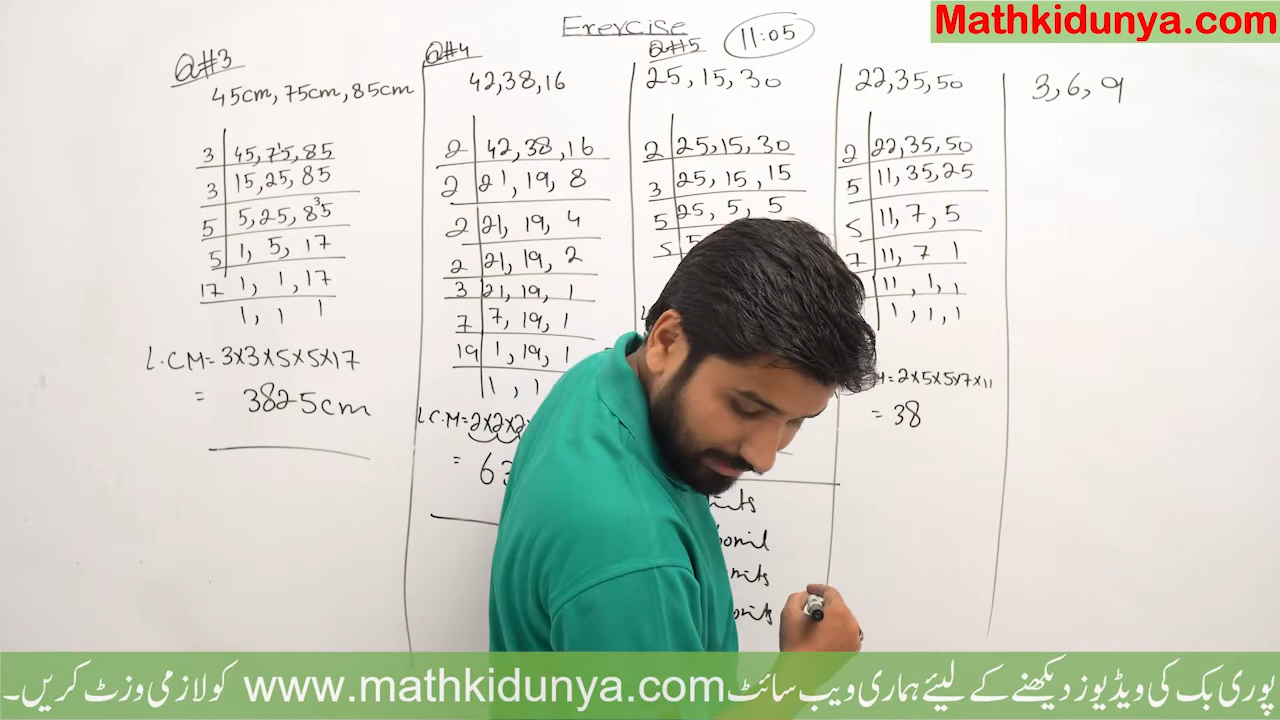 Mathkidunya.com
Exercise
11:05
Q#3
45cm, 75cm, 85cm
3 | 45, 75, 85
3 | 15, 25, 85
5 | 5, 25, 85
5 | 1, 5, 17
17 | 1, 1, 17
1, 1 1
L.CM= 3x3x5x5x17
= 3825cm
Q#4
42,38,16
2 | 42, 38, 16
2 | 21, 19, 8
2 | 21, 19, 4
2 | 21, 19, 2
3 | 21, 19, 1
7 | 7, 19, 1
19 | 1, 19, 1
1, 1
L C.M=2x2x2
= 63
Q#5
25, 15, 30
2 | 25, 15, 30
3 | 25, 15, 15
5 | 25, 5, 5
5 | 5
22,35,50
2 | 22, 35, 50
5 | 11, 35, 25
5 | 11, 7, 5
7 | 11, 7 1
11, 1, 1
1, 1, 1
= 2x5x5x7x11
= 38
3, 6, 9
پوری بک کی ویڈیوز دیکھنے کے لیئے ہماری ویب سائٹ www.mathkidunya.com کو لازمی وزٹ کریں۔